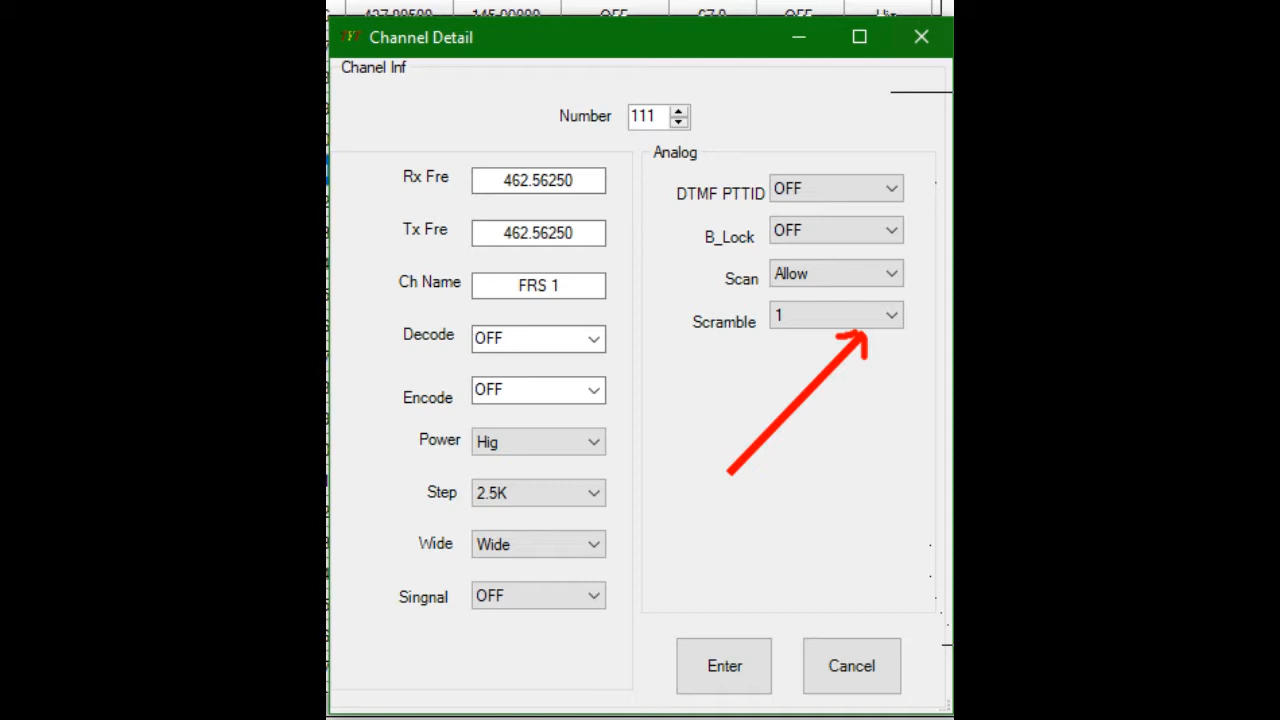 Channel Detail
Chanel Inf
Number 111
Rx Fre 462.56250
Tx Fre 462.56250
Ch Name FRS 1
Decode OFF
Encode OFF
Power Hig
Step 2.5K
Wide Wide
Singnal OFF
Analog
DTMF PTTID OFF
B_Lock OFF
Scan Allow
Scramble 1
Enter Cancel